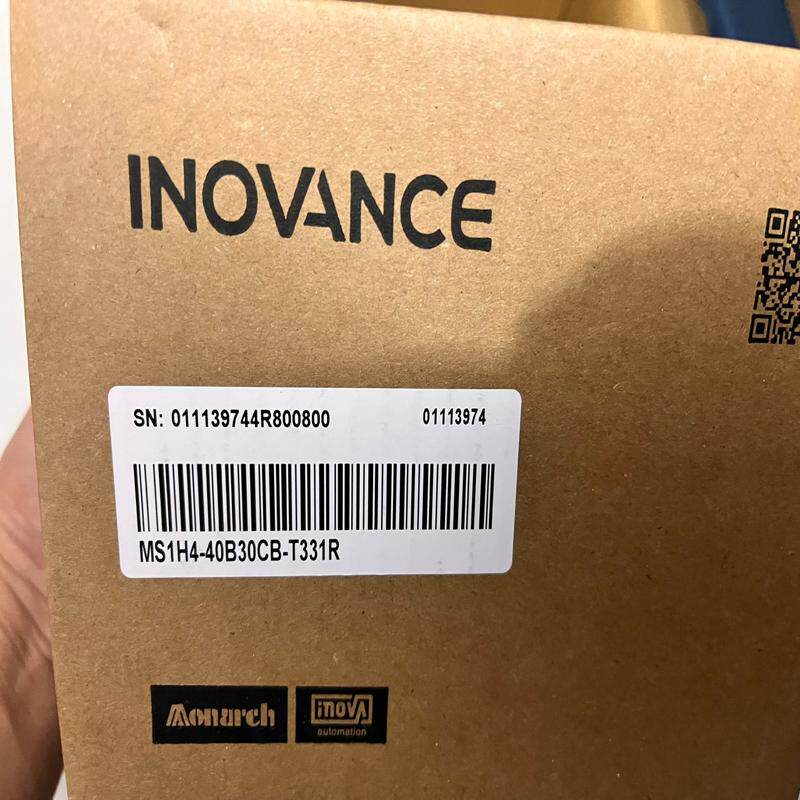 INOVANCE
SN: 011139744R800800 01113974
MS1H4-40B30CB-T331R
Monarch inova
automation